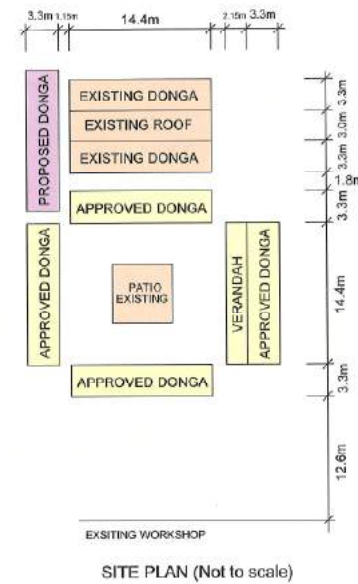 14.4m
3.3m 1.15m
2.15m 3.3m
PROPOSED DONGA
EXISTING DONGA
EXISTING ROOF
EXISTING DONGA
APPROVED DONGA
APPROVED DONGA
PATIO
EXISTING
VERANDAH
APPROVED DONGA
APPROVED DONGA
3.3m
3.0m
3.3m
1.8m
3.3m
14.4m
3.3m
12.6m
EXSITING WORKSHOP
SITE PLAN (Not to scale)